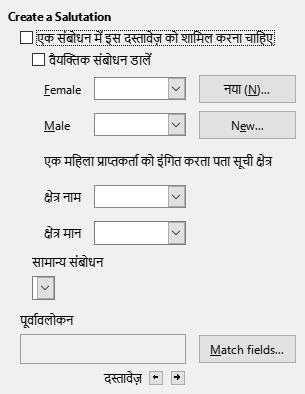 Create a Salutation
एक संबोधन में इस दस्तावेज़ को शामिल करना चाहिए
वैयक्तिक संबोधन डालें
Female
नया (N)...
Male
New...
एक महिला प्राप्तकर्ता को इंगित करता पता सूची क्षेत्र
क्षेत्र नाम
क्षेत्र मान
सामान्य संबोधन
पूर्वावलोकन
Match fields...
दस्तावेज़